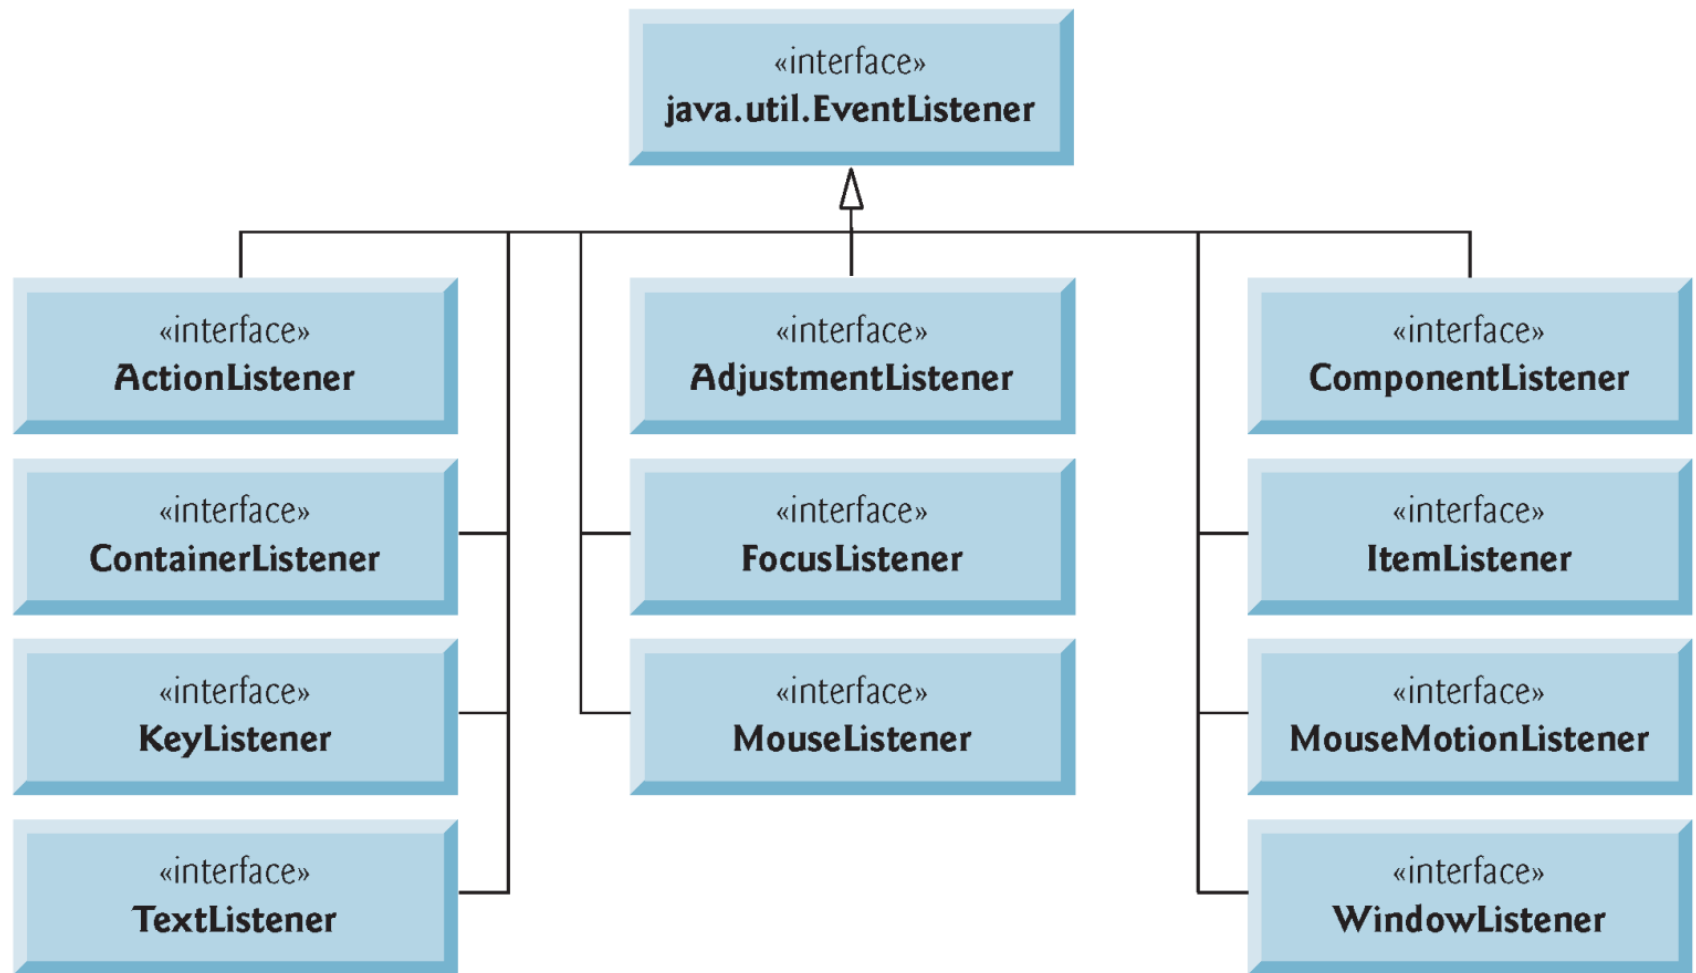 «interface»
java.util.EventListener
«interface»
ActionListener
«interface»
AdjustmentListener
«interface»
ComponentListener
«interface»
ContainerListener
«interface»
FocusListener
«interface»
ItemListener
«interface»
KeyListener
«interface»
MouseListener
«interface»
MouseMotionListener
«interface»
TextListener
«interface»
WindowListener